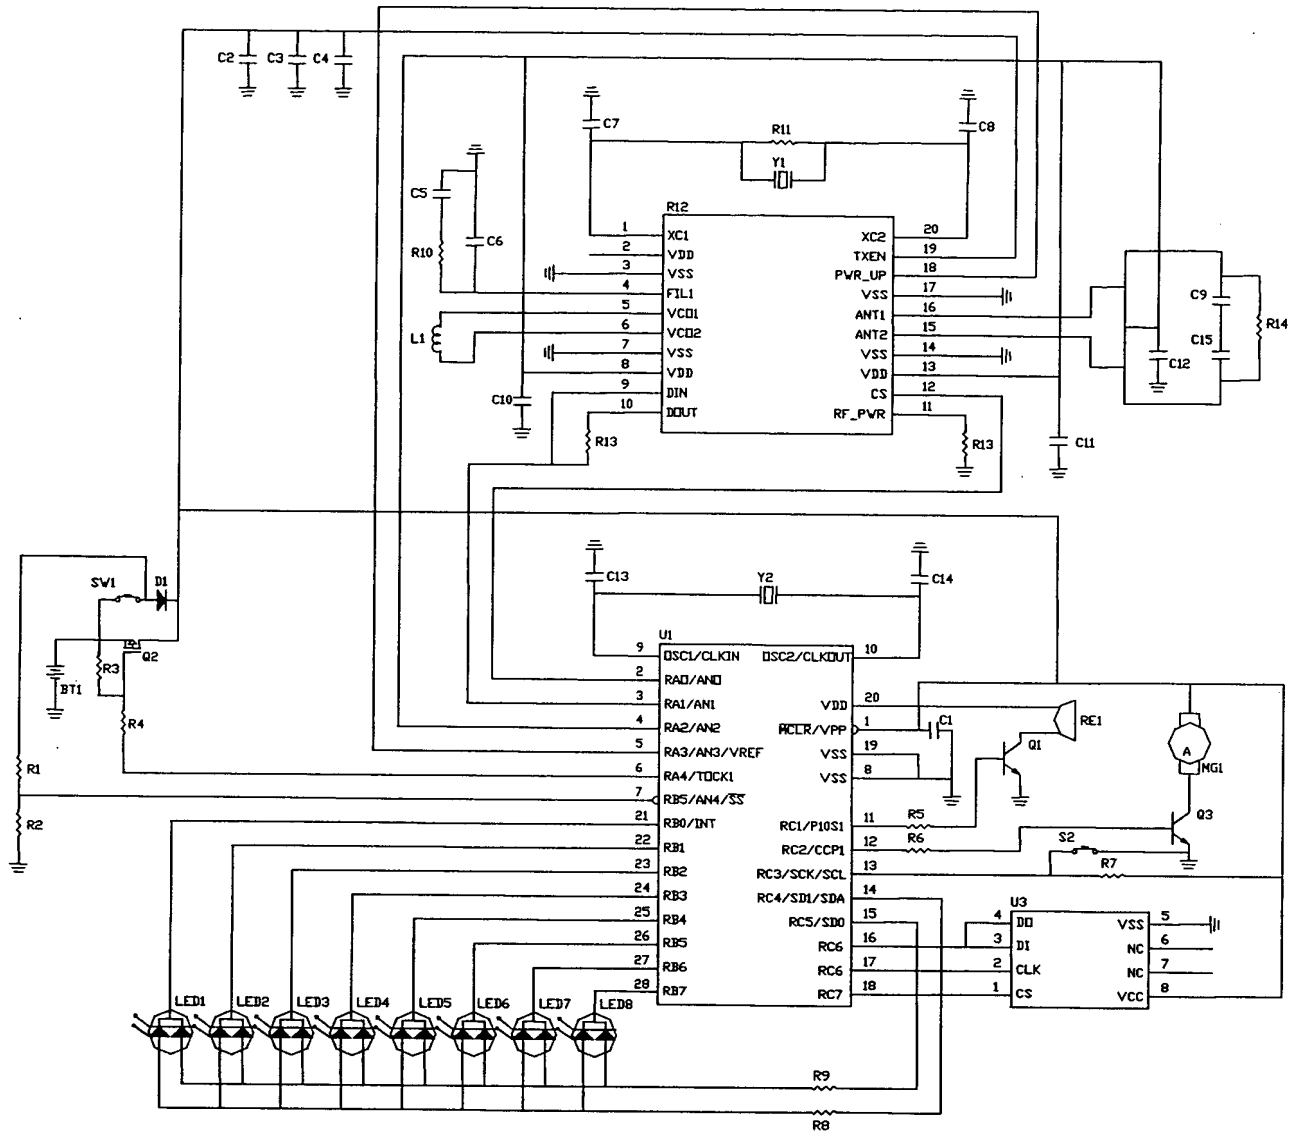 C2
C3
C4
C7
R11
C8
Y1
C5
C6
R10
R12
L1
1
XC1
2
VDD
3
VSS
4
FIL1
5
VCO1
6
VCO2
7
VSS
8
VDD
9
DIN
10
DOUT
XC2
20
TXEN
19
PWR_UP
18
VSS
17
ANT1
16
ANT2
15
VSS
14
VDD
13
CS
12
RF_PWR
11
C9
C15
R14
C12
C10
R13
R13
C11
SW1
D1
Q2
R3
BT1
R4
R1
R2
C13
Y2
C14
U1
9
OSC1/CLKIN
2
RA0/AN0
3
RA1/AN1
4
RA2/AN2
5
RA3/AN3/VREF
6
RA4/TOCK1
7
RB5/AN4/SS
21
RB0/INT
22
RB1
23
RB2
24
RB3
25
RB4
26
RB5
27
RB6
28
RB7
OSC2/CLKOUT
10
VDD
20
MCLR/VPP
1
VSS
19
VSS
8
RC1/P10S1
11
RC2/CCP1
12
RC3/SCK/SCL
13
RC4/SD1/SDA
14
RC5/SD0
15
RC6
16
RC6
17
RC7
18
C1
Q1
RE1
A
MG1
Q3
R5
R6
S2
R7
U3
4
DO
3
DI
2
CLK
1
CS
VSS
5
NC
6
NC
7
VCC
8
LED1
LED2
LED3
LED4
LED5
LED6
LED7
LED8
R9
R8